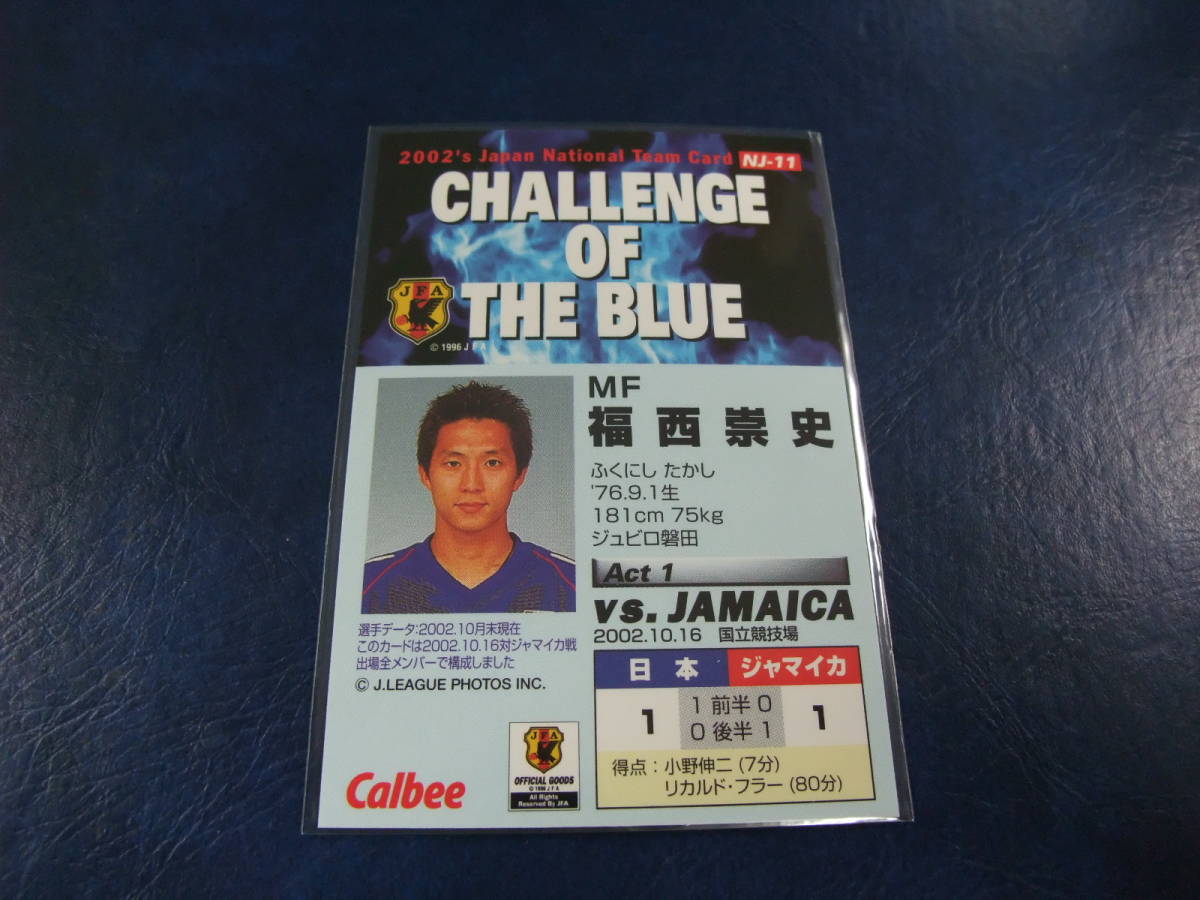 2002's Japan National Team Card NJ-11
CHALLENGE
OF
THE BLUE
JFA
© 1996 J F A
MF
福西崇史
ふくにし たかし
'76.9.1生
181cm 75kg
ジュビロ磐田
Act 1
vs. JAMAICA
2002.10.16 国立競技場
選手データ:2002.10月末現在
このカードは2002.10.16対ジャマイカ戦
出場全メンバーで構成しました
© J.LEAGUE PHOTOS INC.
日本 ジャマイカ
1 1 前半 0 1
0 後半 1
得点:小野伸二 (7分)
リカルド・フラー (80分)
Calbee
JFA
OFFICIAL GOODS
© 1996 J F A
All Rights
Reserved By JFA